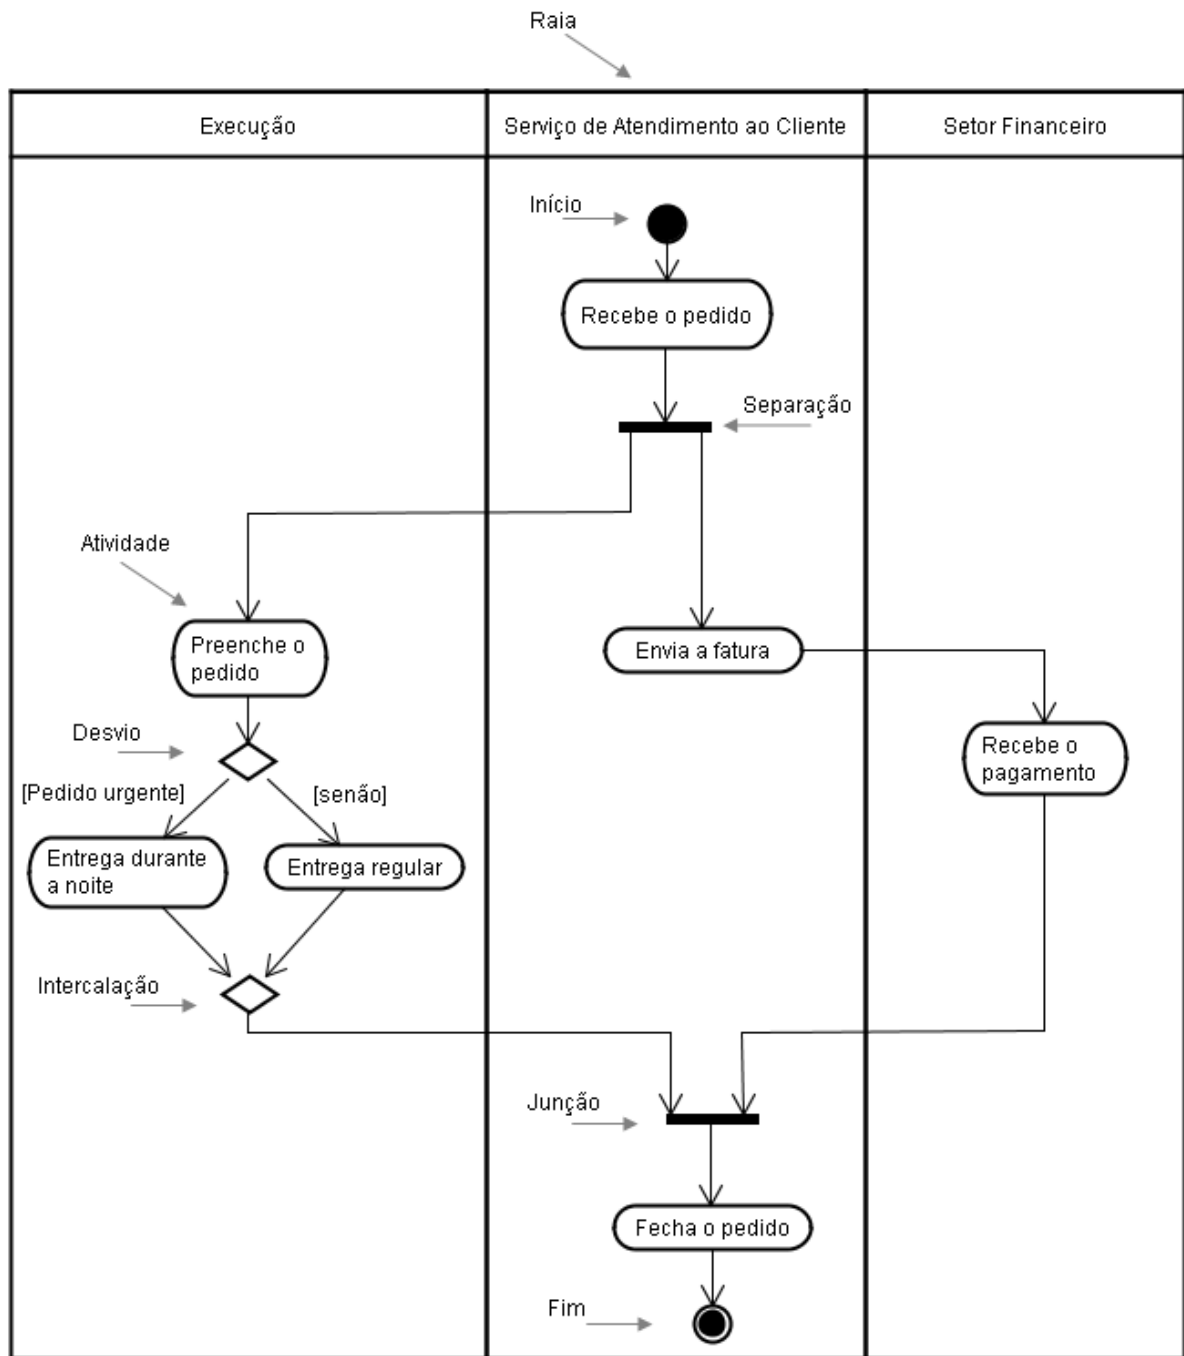 Raia
Execução
Serviço de Atendimento ao Cliente
Setor Financeiro
Início
Recebe o pedido
Separação
Atividade
Preenche o
pedido
Envia a fatura
Desvio
Recebe o
pagamento
[Pedido urgente]
[senão]
Entrega durante
a noite
Entrega regular
Intercalação
Junção
Fecha o pedido
Fim